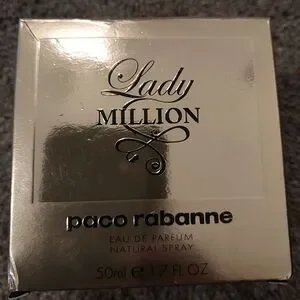 Lady
MILLION
paco rabanne
EAU DE PARFUM
NATURAL SPRAY
50ml e 1.7 FL OZ